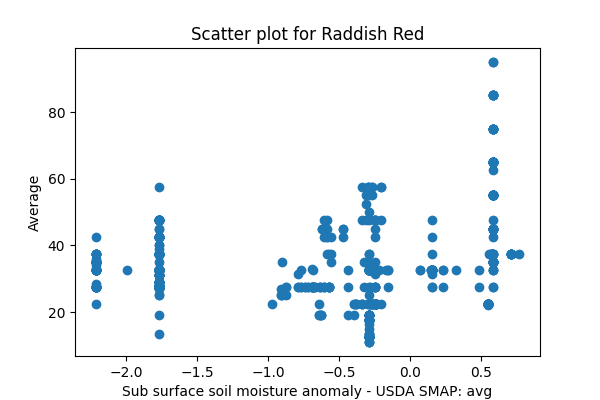 Scatter plot for Raddish Red
Average
80
60
40
20
−2.0 −1.5 −1.0 −0.5 0.0 0.5
Sub surface soil moisture anomaly - USDA SMAP: avg